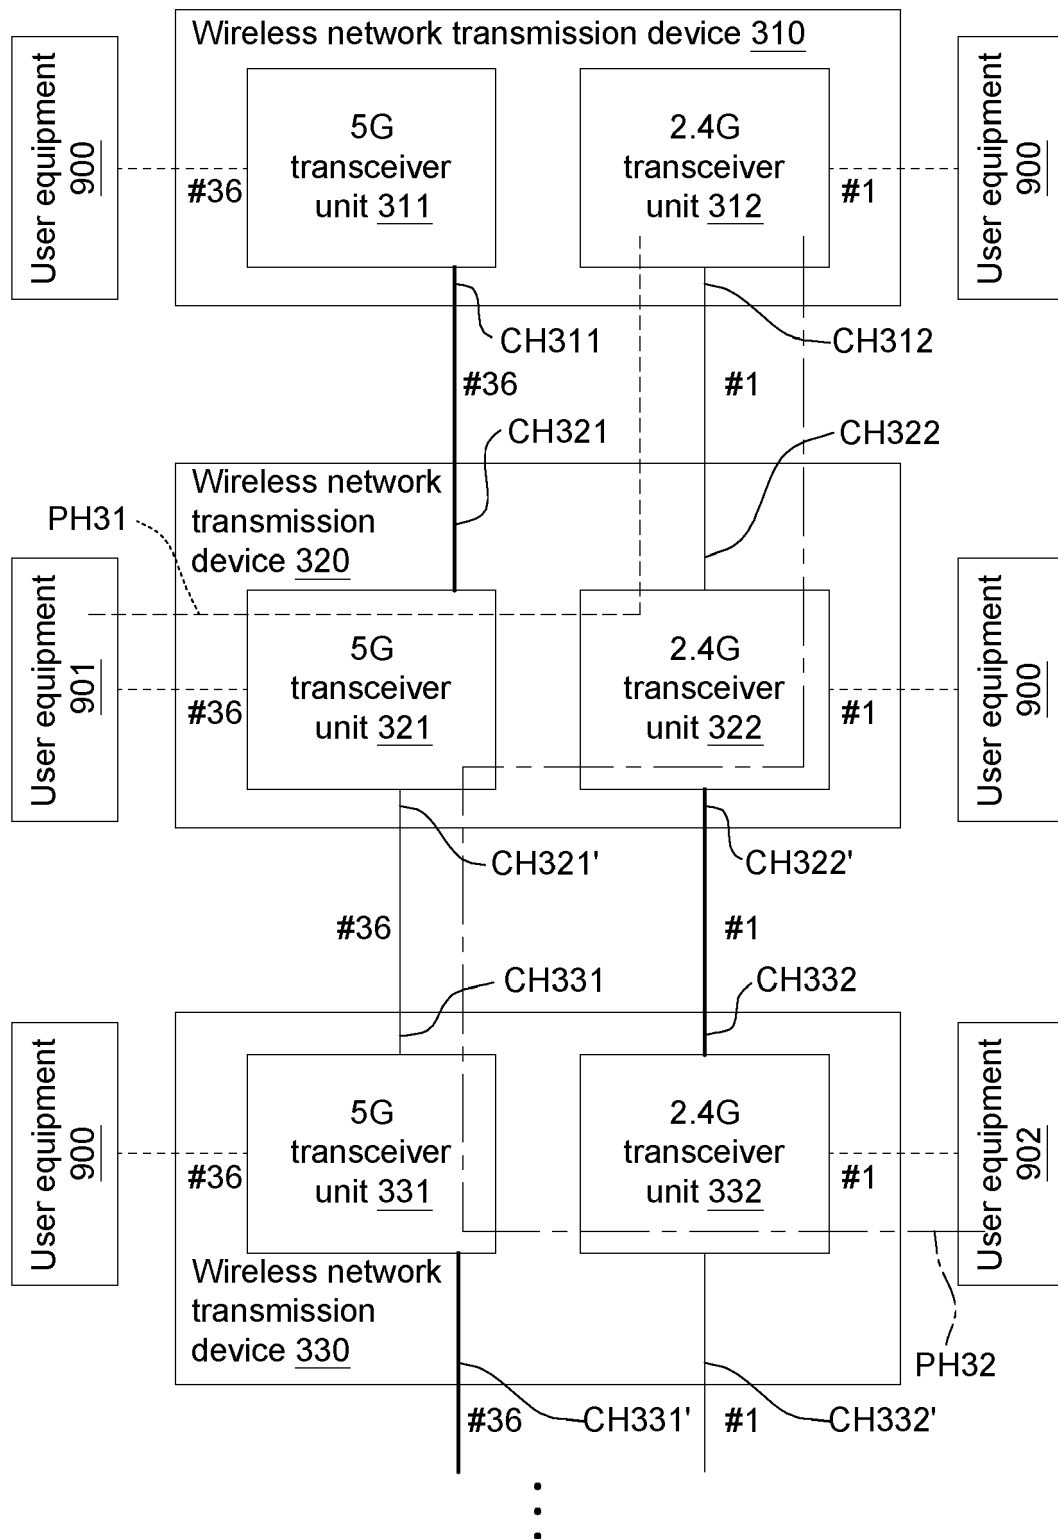 Wireless network transmission device 310
User equipment
900
5G
transceiver
unit 311
2.4G
transceiver
unit 312
User equipment
900
#36
#1
CH311
CH312
#36
#1
CH321
CH322
Wireless network
transmission
device 320
PH31
User equipment
901
5G
transceiver
unit 321
2.4G
transceiver
unit 322
User equipment
900
#36
#1
CH321'
CH322'
#36
#1
CH331
CH332
User equipment
900
5G
transceiver
unit 331
2.4G
transceiver
unit 332
User equipment
902
#36
#1
Wireless network
transmission
device 330
PH32
#36
CH331'
#1
CH332'